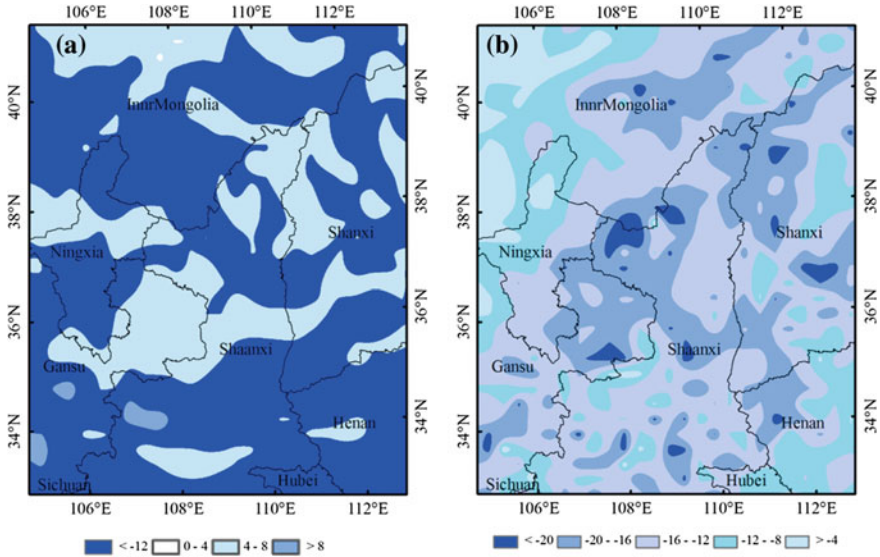 106°E 108°E 110°E 112°E
(a)
40°N
38°N
36°N
34°N
InnrMongolia
Ningxia
Shanxi
Shaanxi
Gansu
Henan
Sichuan
Hubei
40°N
38°N
36°N
34°N
106°E 108°E 110°E 112°E
< -12 0 - 4 4 - 8 > 8
106°E 108°E 110°E 112°E
(b)
40°N
38°N
36°N
34°N
InnrMongolia
Ningxia
Shanxi
Shaanxi
Gansu
Henan
Sichuan
Hubei
40°N
38°N
36°N
34°N
106°E 108°E 110°E 112°E
< -20 -20 - -16 -16 - -12 -12 - -8 > -4